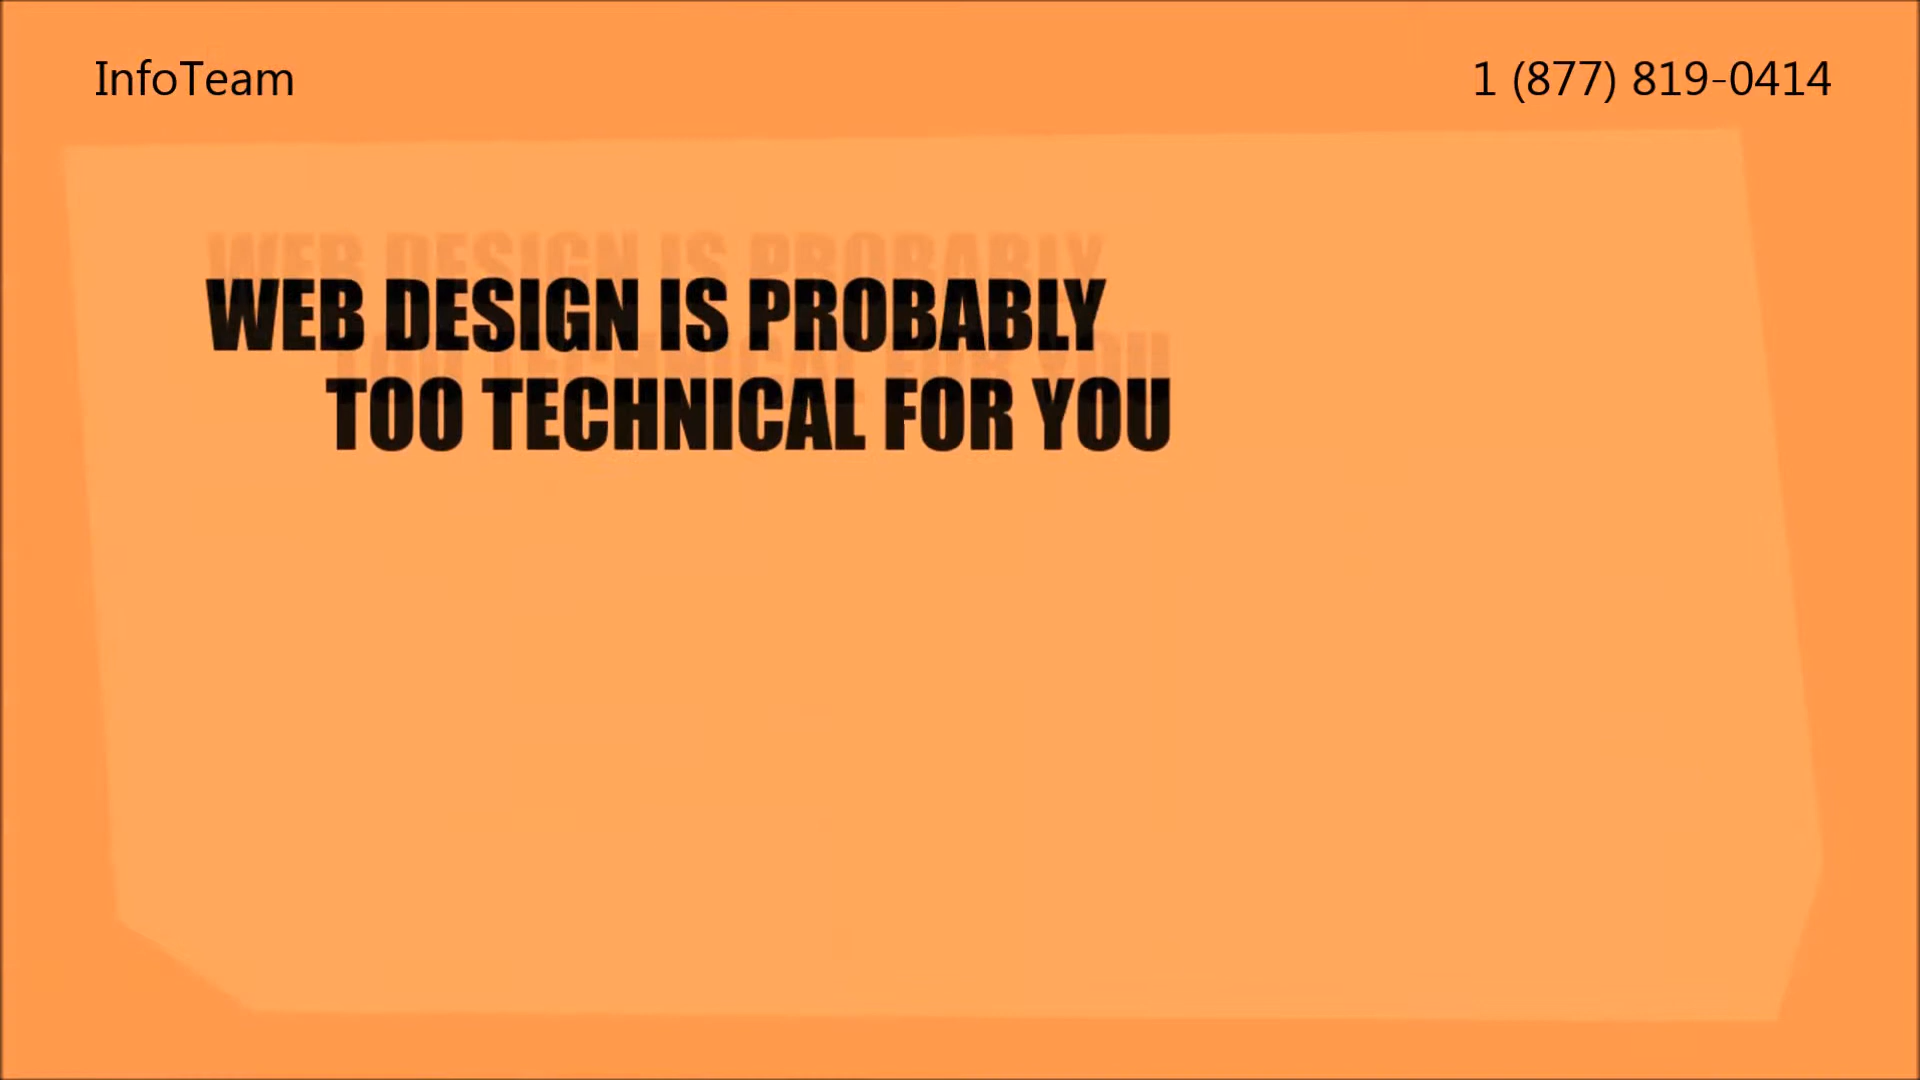 InfoTeam
1 (877) 819-0414
WEB DESIGN IS PROBABLY
TOO TECHNICAL FOR YOU